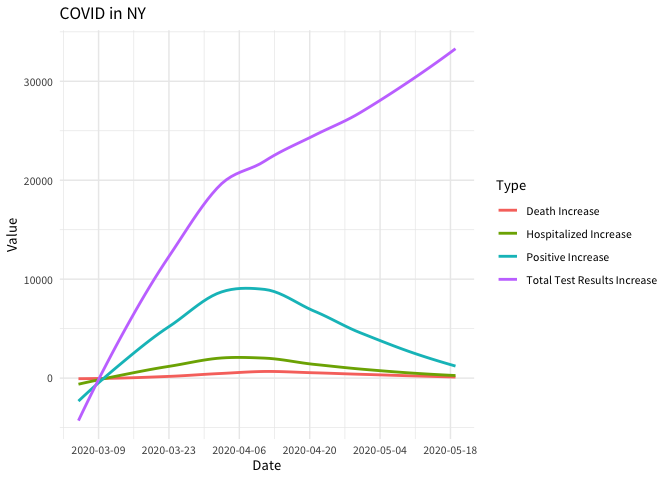 COVID in NY
Value
30000
20000
10000
0
2020-03-09 2020-03-23 2020-04-06 2020-04-20 2020-05-04 2020-05-18
Date
Type
Death Increase
Hospitalized Increase
Positive Increase
Total Test Results Increase